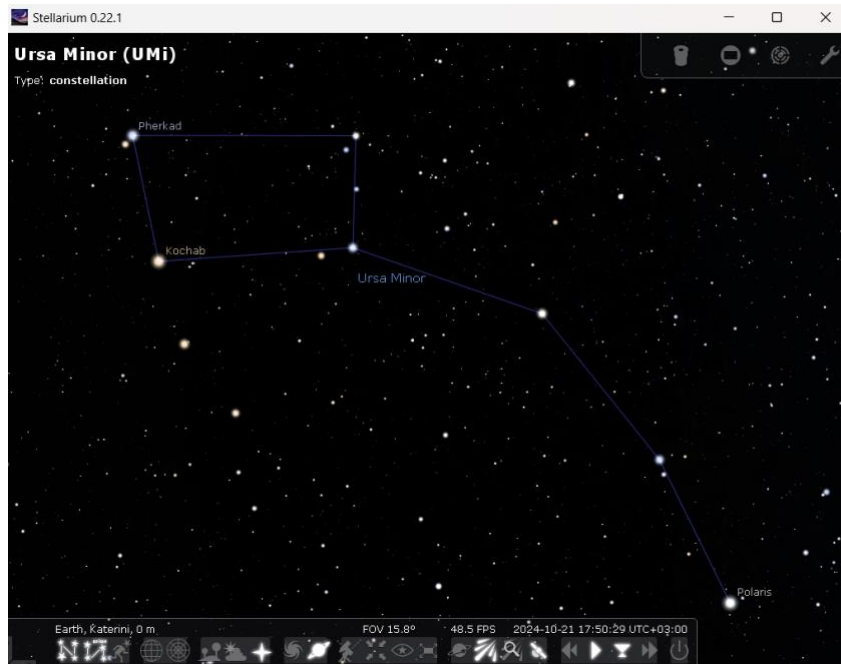 Stellarium 0.22.1
Ursa Minor (UMi)
Type: constellation
Pherkad
Kochab
Ursa Minor
Polaris
Earth, Katerini, 0 m FOV 15.8° 48.5 FPS 2024-10-21 17:50:29 UTC+03:00